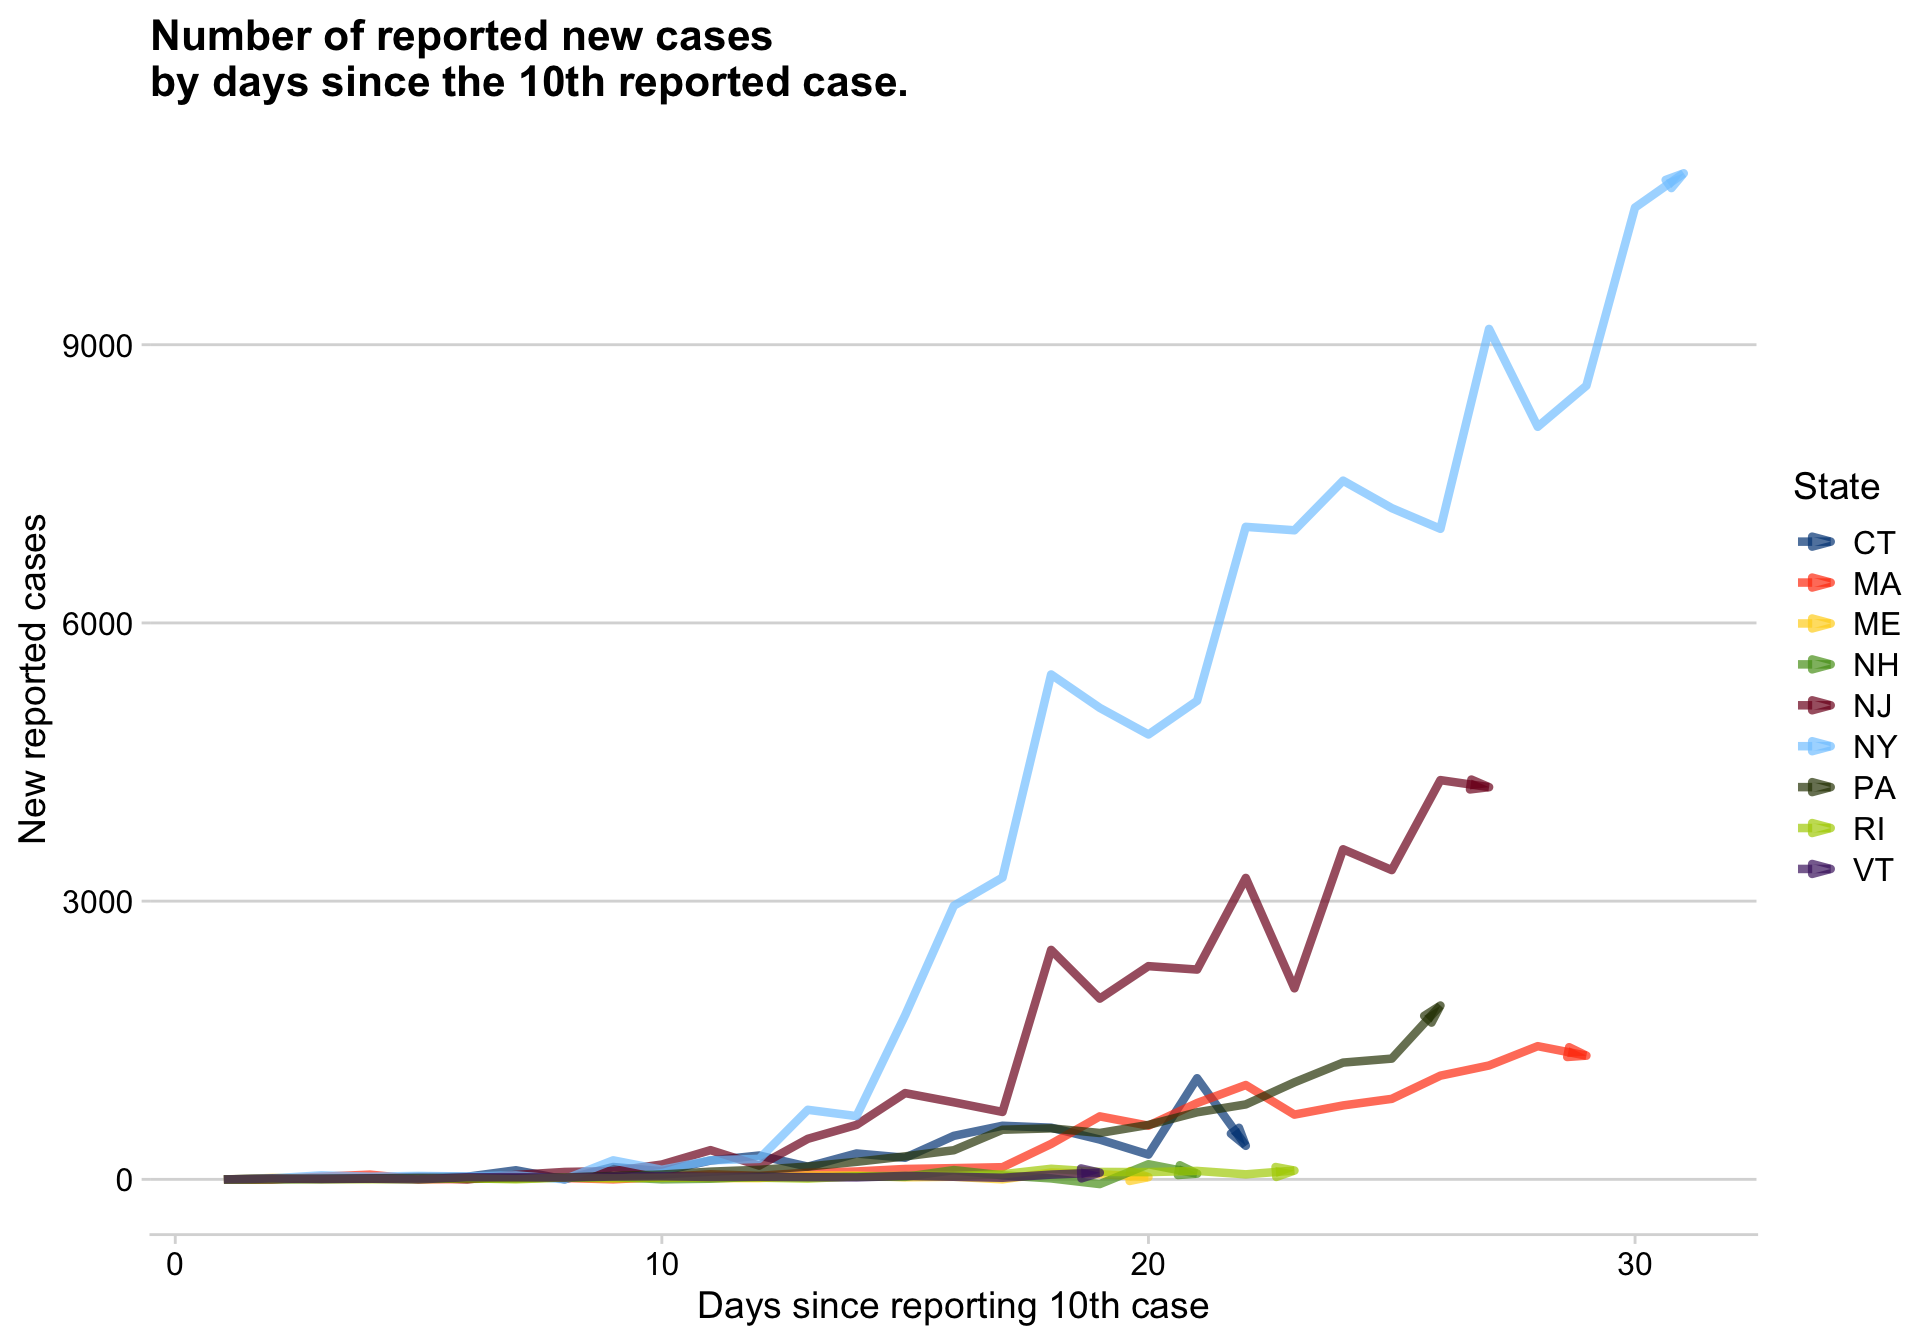 Number of reported new cases
by days since the 10th reported case.
9000
6000
3000
0
New reported cases
0 10 20 30
Days since reporting 10th case
State
CT
MA
ME
NH
NJ
NY
PA
RI
VT